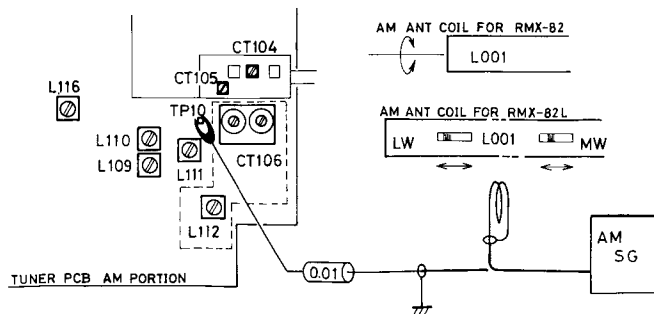 AM ANT COIL FOR RMX-82
L001
CT104
CT105
L116
TP10
AM ANT COIL FOR RMX-82L
LW L001 MW
L110
L109
L111
CT106
L112
AM
SG
0.01
TUNER PCB AM PORTION